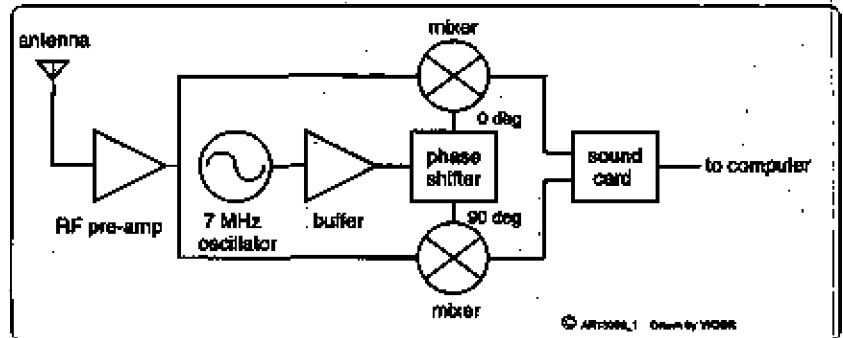 antenna
mixer
0 deg
phase
shifter
sound
card
to computer
RF pre-amp
7 MHz
oscillator
buffer
90 deg
mixer